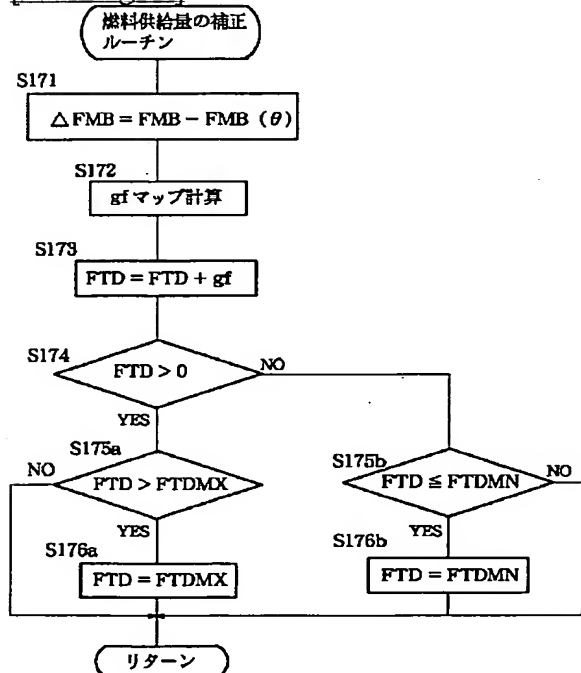 燃料供給量の補正
ルーチン
S171
△FMB = FMB − FMB (θ)
S172
gf マップ計算
S173
FTD = FTD + gf
S174
FTD > 0
NO
YES
S175a
NO
FTD > FTDMX
YES
S176a
FTD = FTDMX
S175b
FTD ≦ FTDMN
NO
YES
S176b
FTD = FTDMN
リターン